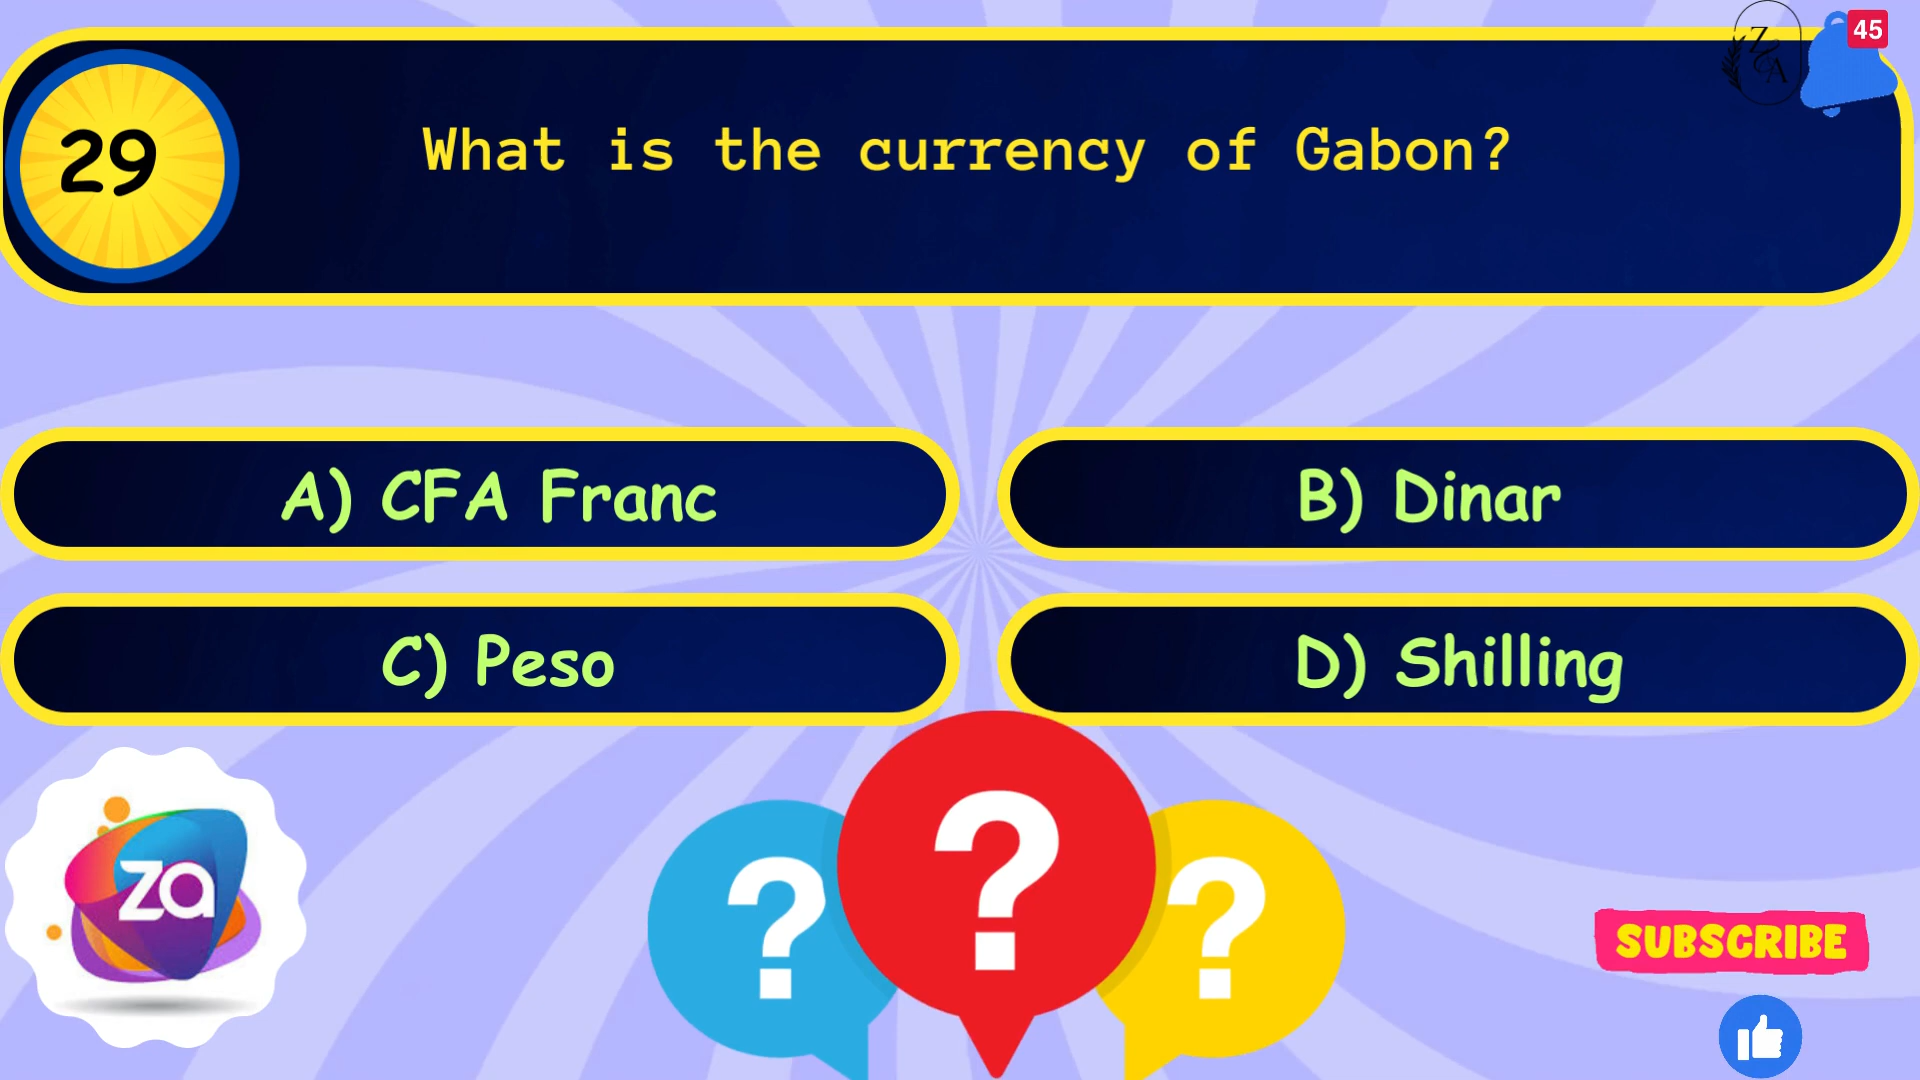 45
Z
&
A
29
What is the currency of Gabon?
A) CFA Franc
B) Dinar
C) Peso
D) Shilling
?
?
?
za
SUBSCRIBE